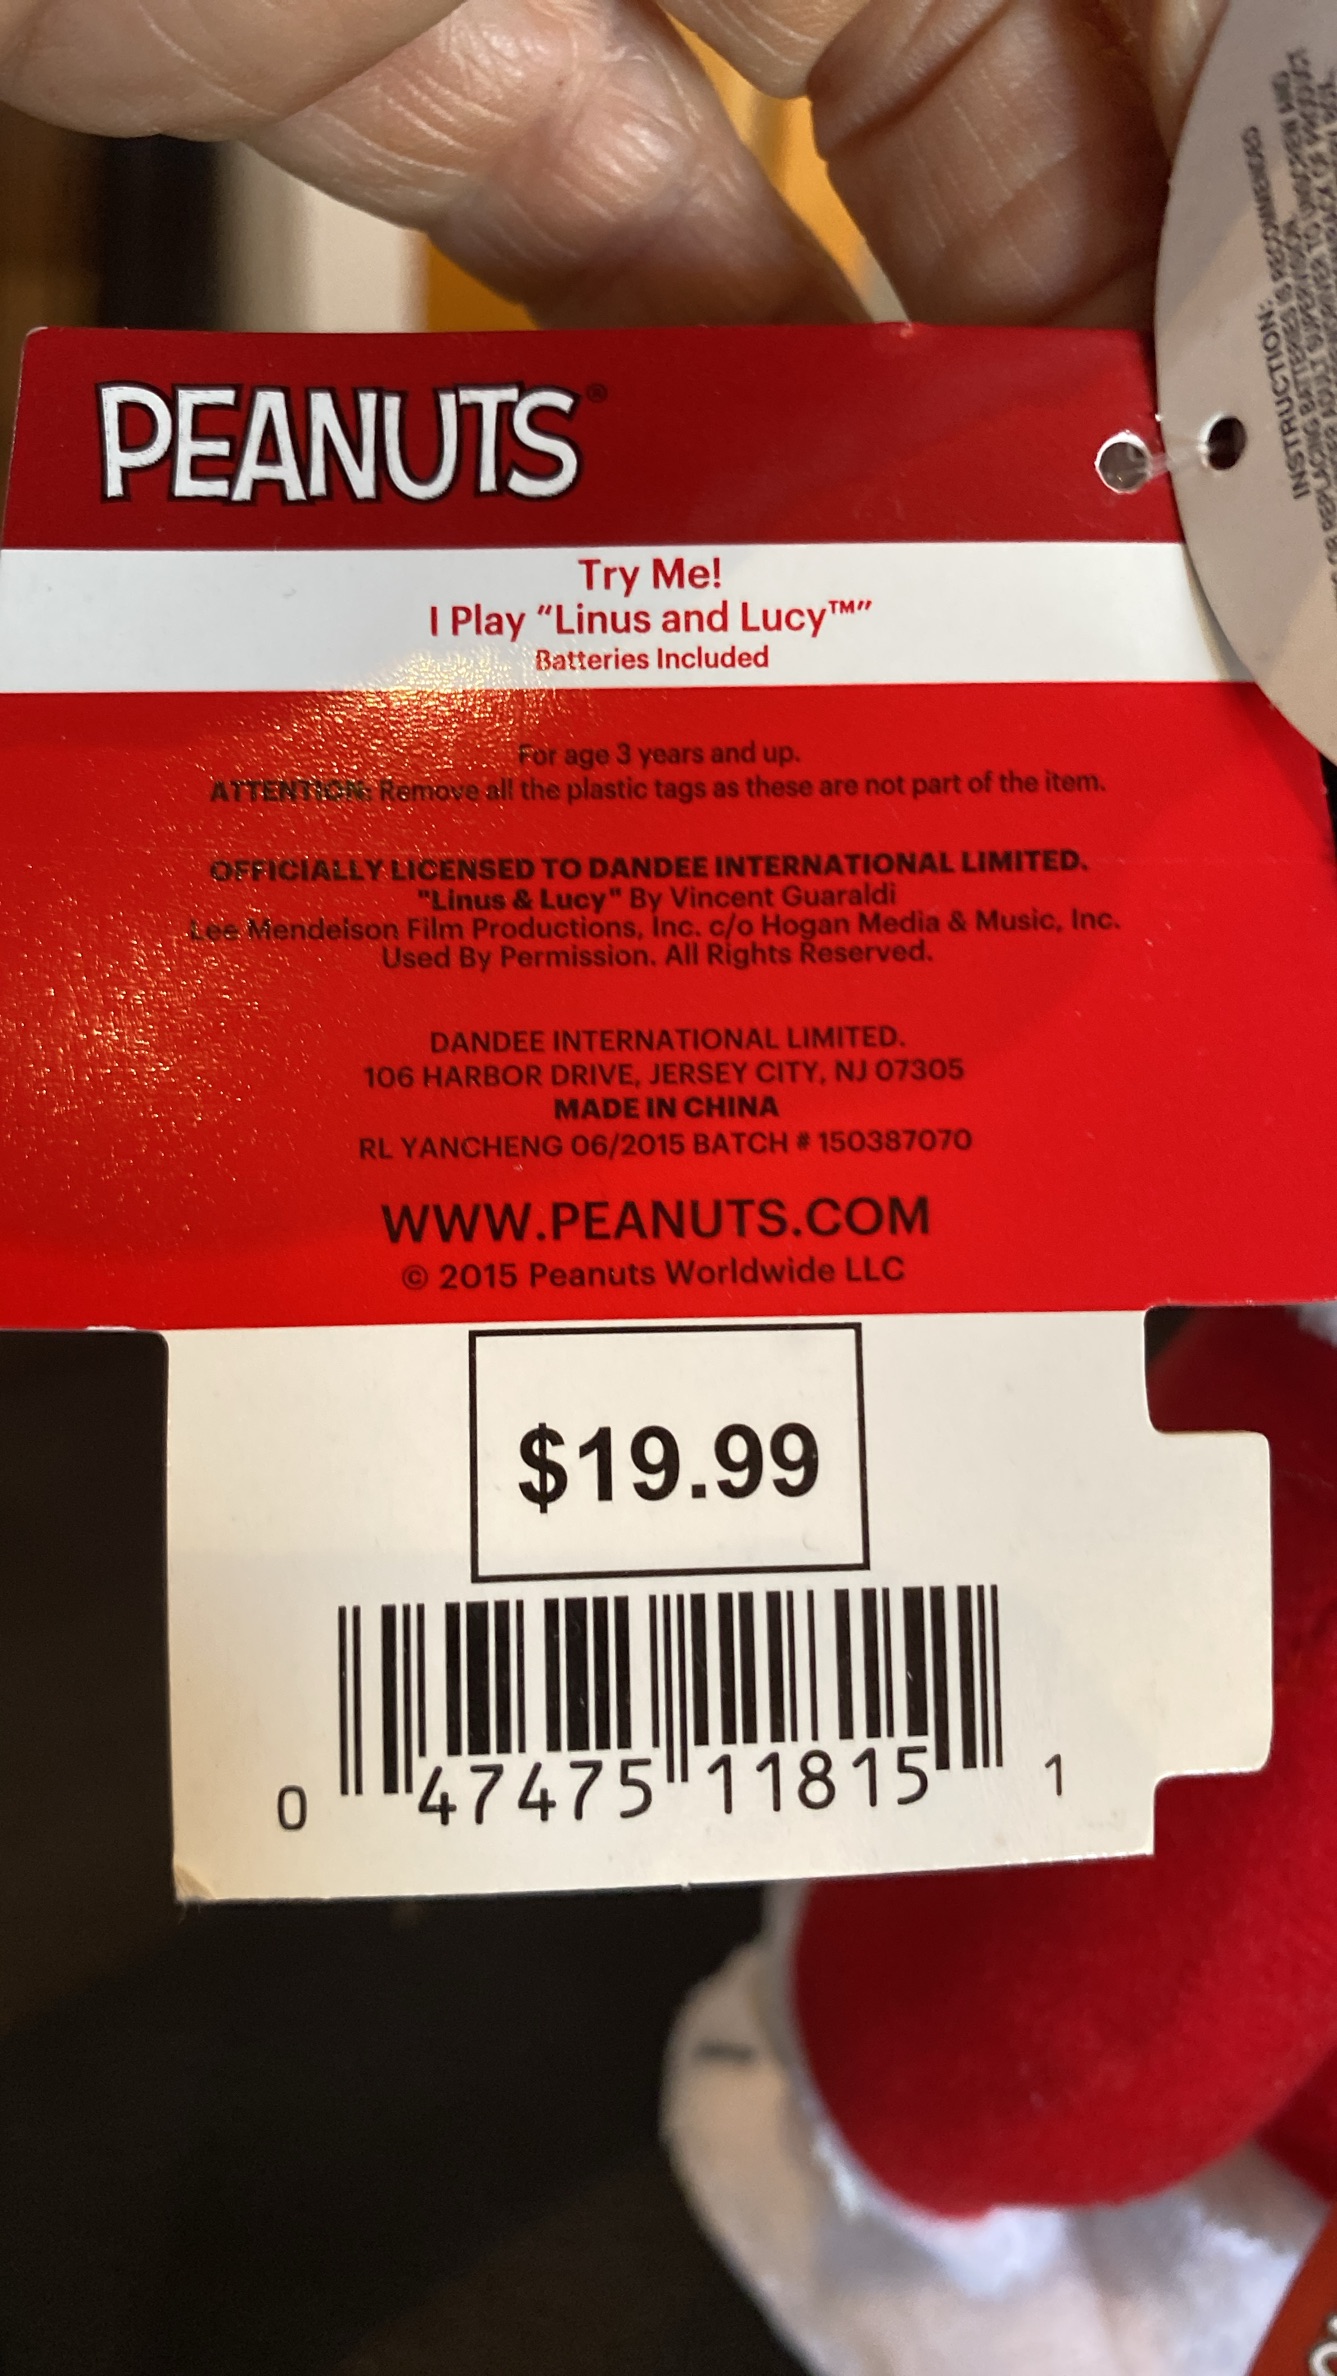 PEANUTS®
Try Me!
I Play “Linus and Lucy™”
Batteries Included
For age 3 years and up.
ATTENTION: Remove all the plastic tags as these are not part of the item.
OFFICIALLY LICENSED TO DANDEE INTERNATIONAL LIMITED.
"Linus & Lucy" By Vincent Guaraldi
Lee Mendelson Film Productions, Inc. c/o Hogan Media & Music, Inc.
Used By Permission. All Rights Reserved.
DANDEE INTERNATIONAL LIMITED.
106 HARBOR DRIVE, JERSEY CITY, NJ 07305
MADE IN CHINA
RL YANCHENG 06/2015 BATCH # 150387070
WWW.PEANUTS.COM
© 2015 Peanuts Worldwide LLC
$19.99
0 47475 11815 1
INSTRUCTION:
REPLACING BATTERIES
IS RECOMMENDED